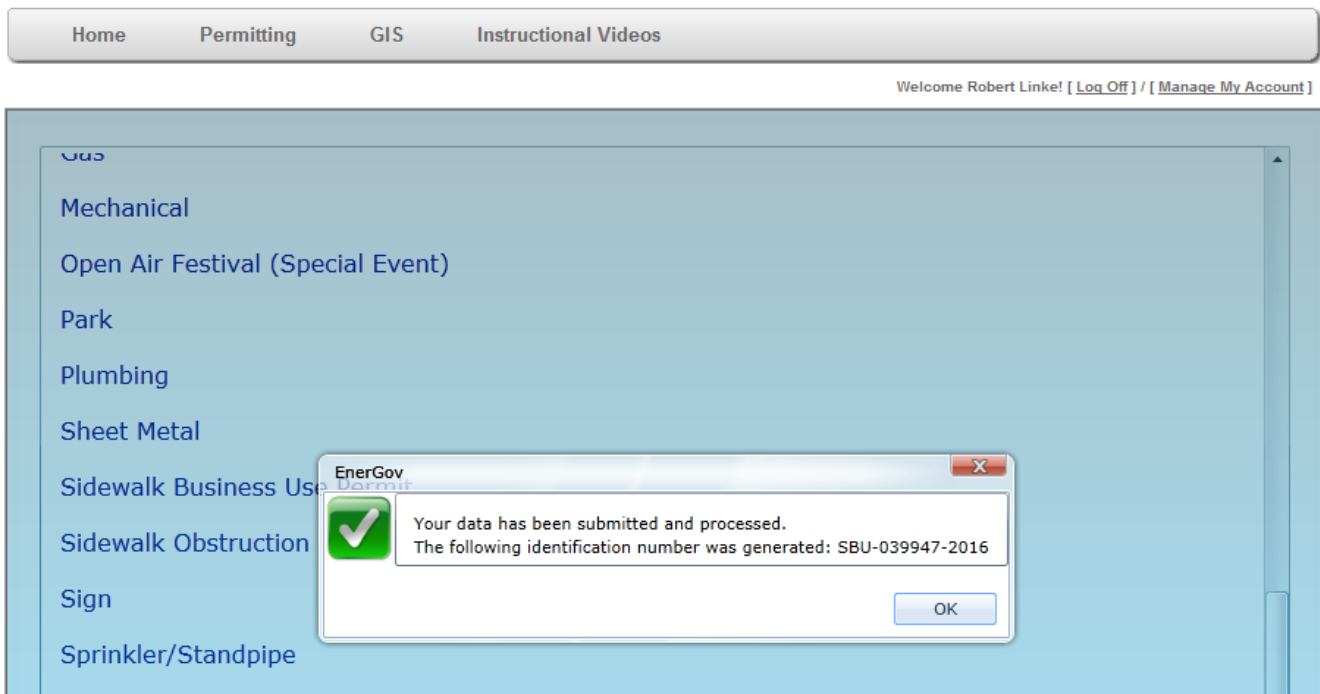 Home Permitting GIS Instructional Videos
Welcome Robert Linke! [ Log Off ] / [ Manage My Account ]
Gas
Mechanical
Open Air Festival (Special Event)
Park
Plumbing
Sheet Metal
Sidewalk Business Use Permit
Sidewalk Obstruction
Sign
Sprinkler/Standpipe
EnerGov
Your data has been submitted and processed.
The following identification number was generated: SBU-039947-2016
OK